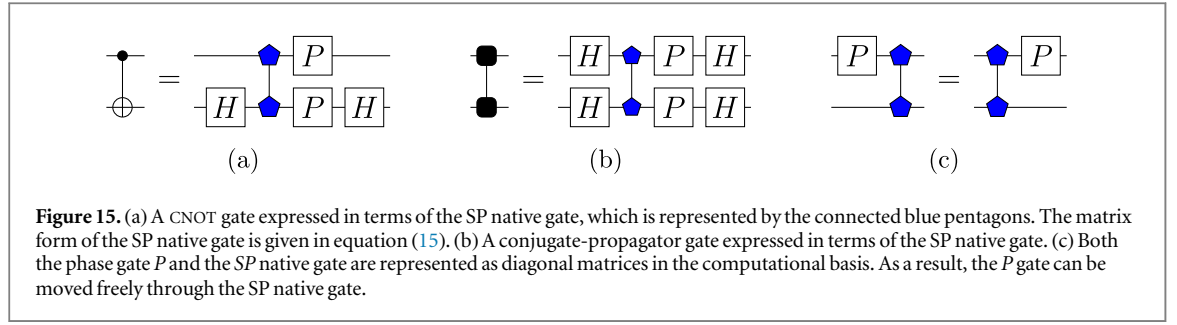 = P = H P H P = P
H P H H P H
(a) (b) (c)
Figure 15. (a) A CNOT gate expressed in terms of the SP native gate, which is represented by the connected blue pentagons. The matrix
form of the SP native gate is given in equation (15). (b) A conjugate-propagator gate expressed in terms of the SP native gate. (c) Both
the phase gate P and the SP native gate are represented as diagonal matrices in the computational basis. As a result, the P gate can be
moved freely through the SP native gate.